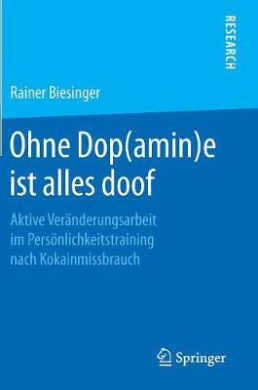 RESEARCH
Rainer Biesinger
Ohne Dop(amin)e
ist alles doof
Aktive Veränderungsarbeit
im Persönlichkeitstraining
nach Kokainmissbrauch
Springer